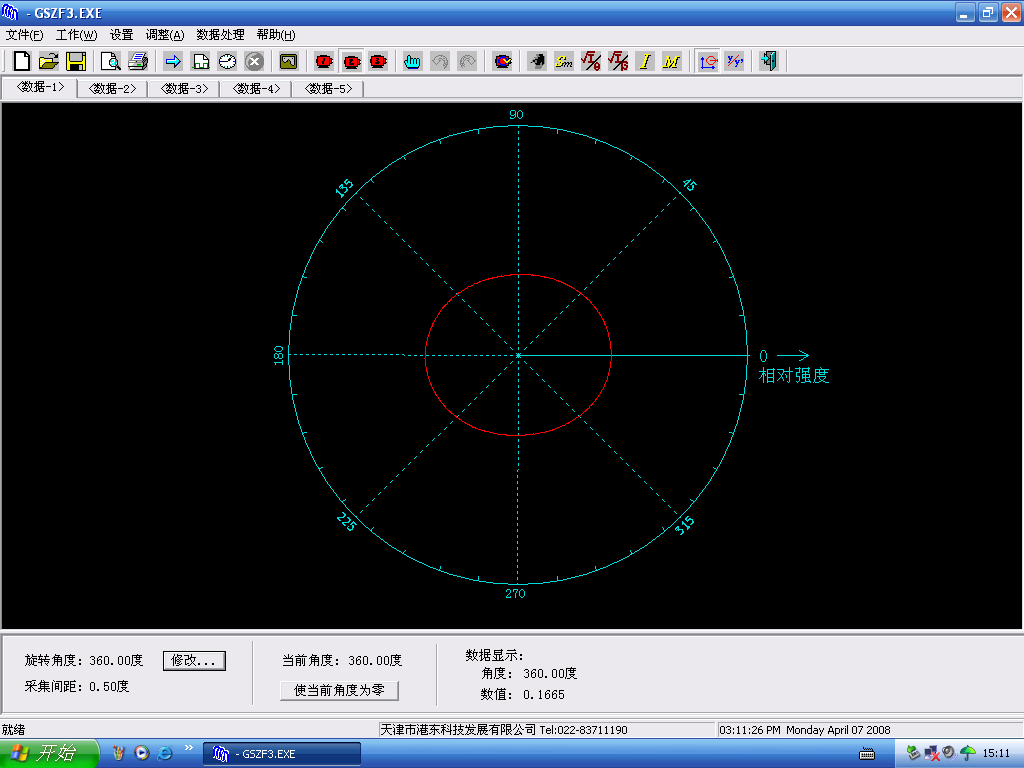 - GSZF3.EXE
文件(F) 工作(W) 设置 调整(A) 数据处理 帮助(H)
Sm I M
<数据-1> <数据-2> <数据-3> <数据-4> <数据-5>
90
135
45
180
0
相对强度
225
315
270
旋转角度: 360.00度 修改...
采集间距: 0.50度
当前角度: 360.00度
使当前角度为零
数据显示:
角度: 360.00度
数值: 0.1665
就绪 天津市港东科技发展有限公司 Tel:022-83711190 03:11:26 PM Monday April 07 2008
开始 - GSZF3.EXE 15:11